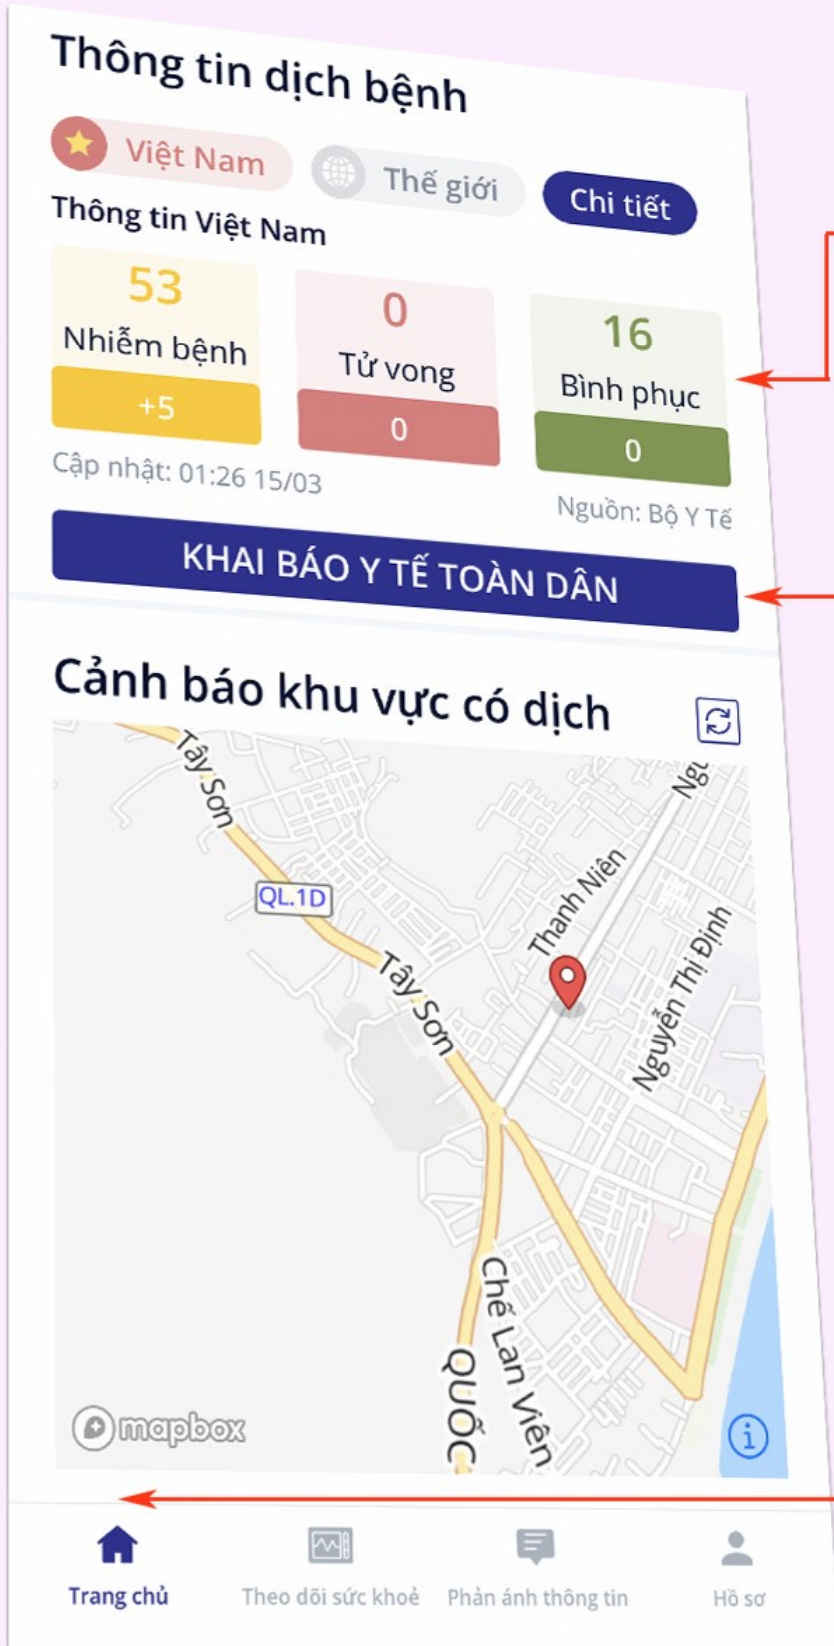 Thông tin dịch bệnh
Việt Nam
Thế giới
Chi tiết
Thông tin Việt Nam
53
Nhiễm bệnh
+5
0
Tử vong
0
16
Bình phục
0
Cập nhật: 01:26 15/03
Nguồn: Bộ Y Tế
KHAI BÁO Y TẾ TOÀN DÂN
Cảnh báo khu vực có dịch
Tây Sơn
QL.1D
Tây Sơn
Thanh Niên
Nguyễn Thị Định
Chế Lan Viên
QUỐC
mapbox
i
Trang chủ
Theo dõi sức khoẻ
Phản ánh thông tin
Hồ sơ